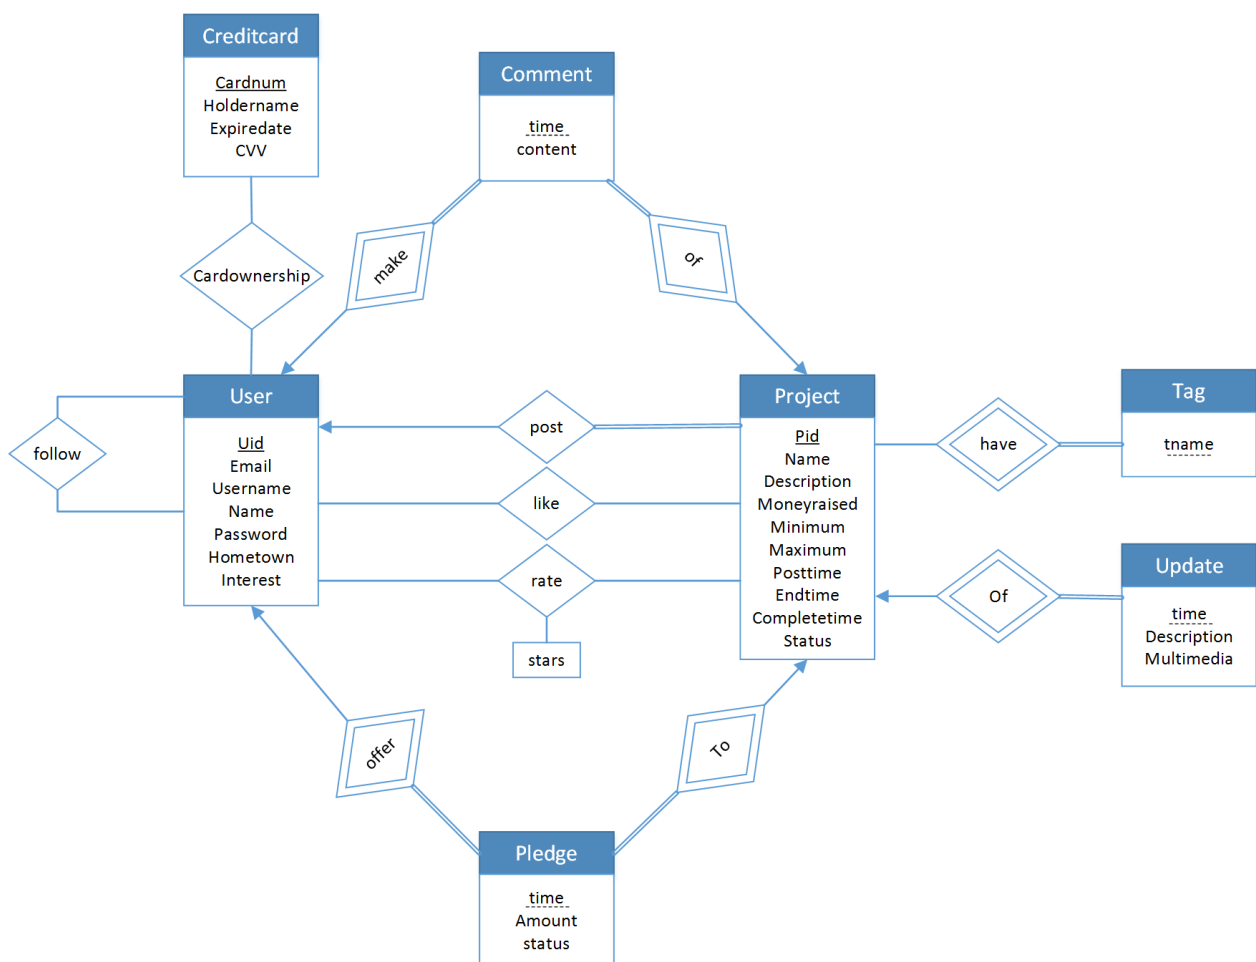 Creditcard
Cardnum
Holdername
Expiredate
CVV
Comment
time
content
make
of
Cardownership
User
Uid
Email
Username
Name
Password
Hometown
Interest
follow
post
like
rate
stars
Project
Pid
Name
Description
Moneyraised
Minimum
Maximum
Posttime
Endtime
Completetime
Status
have
Tag
tname
Of
Update
time
Description
Multimedia
offer
To
Pledge
time
Amount
status